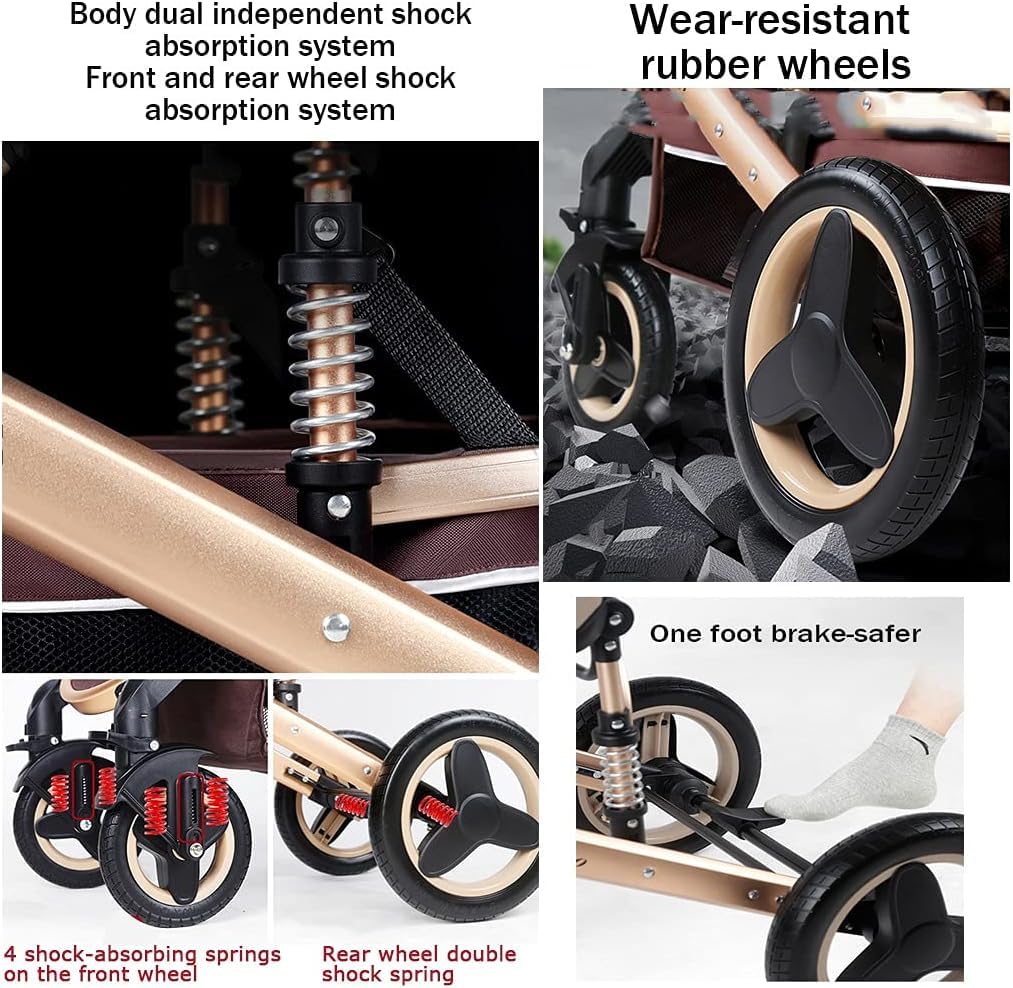 Body dual independent shock
absorption system
Front and rear wheel shock
absorption system
Wear-resistant
rubber wheels
One foot brake-safer
4 shock-absorbing springs
on the front wheel
Rear wheel double
shock spring